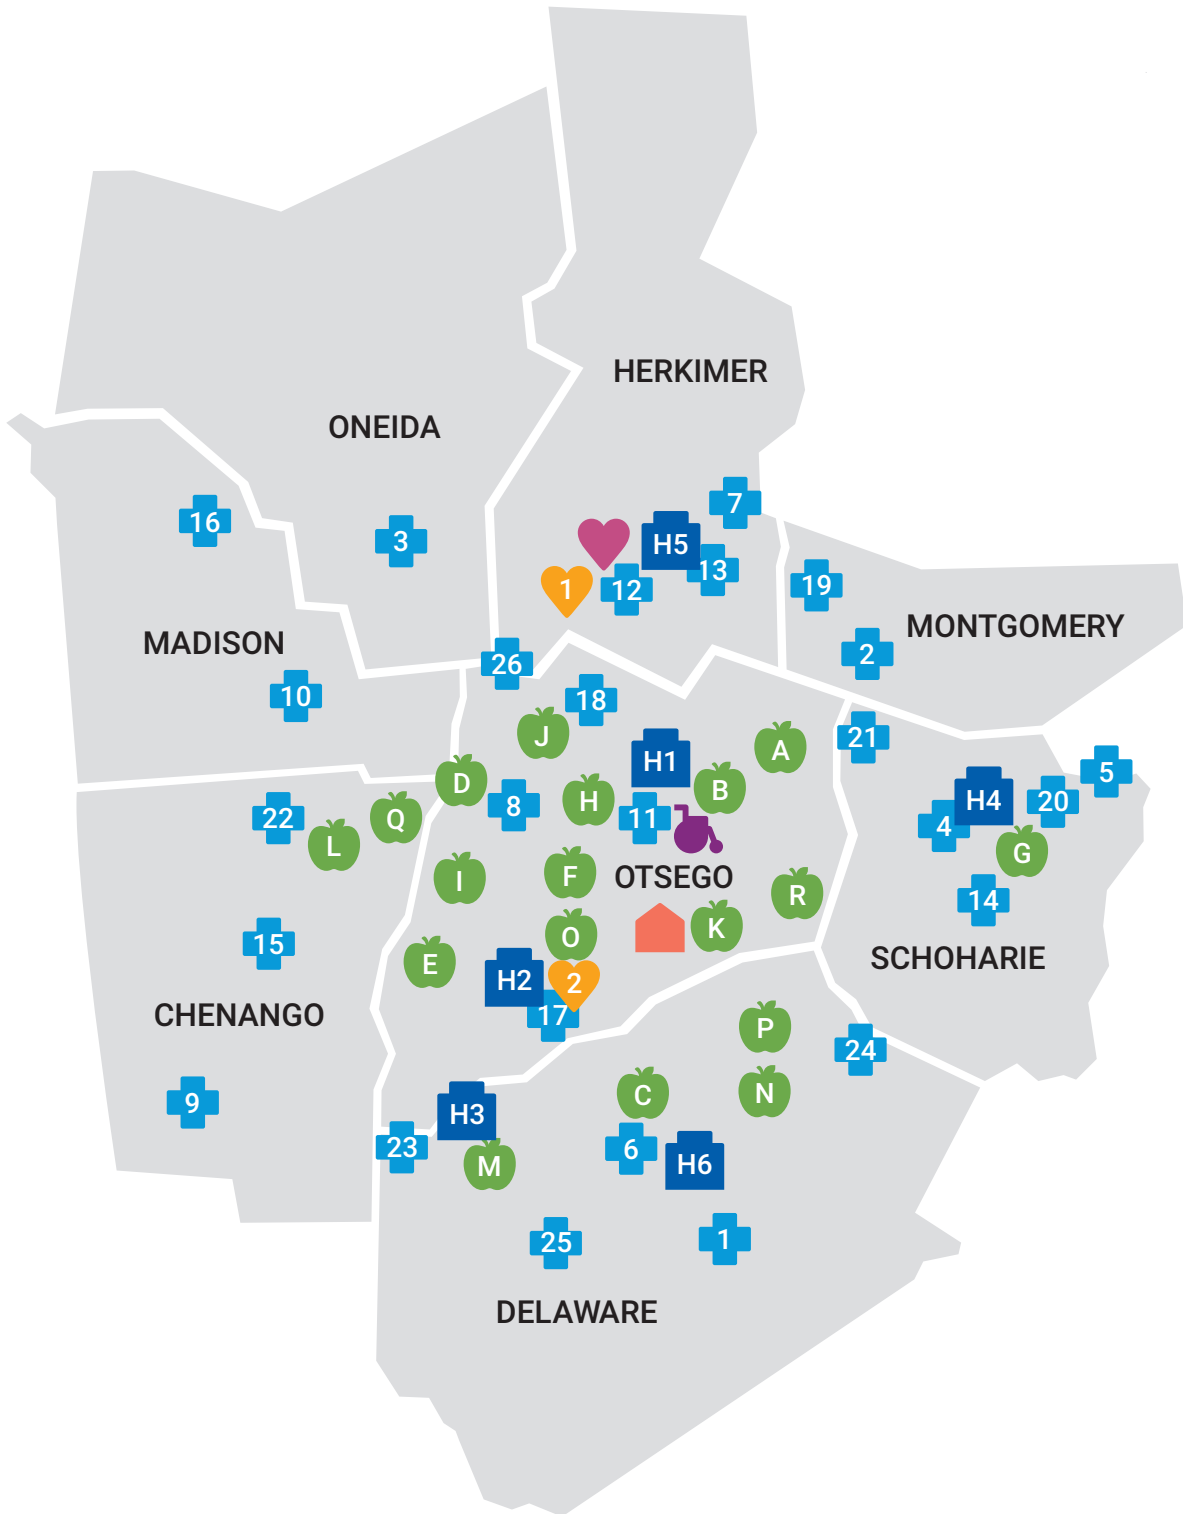 HERKIMER
ONEIDA
7
16
3
H5
13
1
12
19
MONTGOMERY
MADISON
2
26
10
18
J
21
A
H1
5
D
B
H
8
H4
20
22
Q
11
4
L
G
F
OTSEGO
I
R
14
K
O
15
E
SCHOHARIE
H2
2
17
CHENANGO
P
24
C
N
9
H3
23
6
M
H6
1
25
DELAWARE